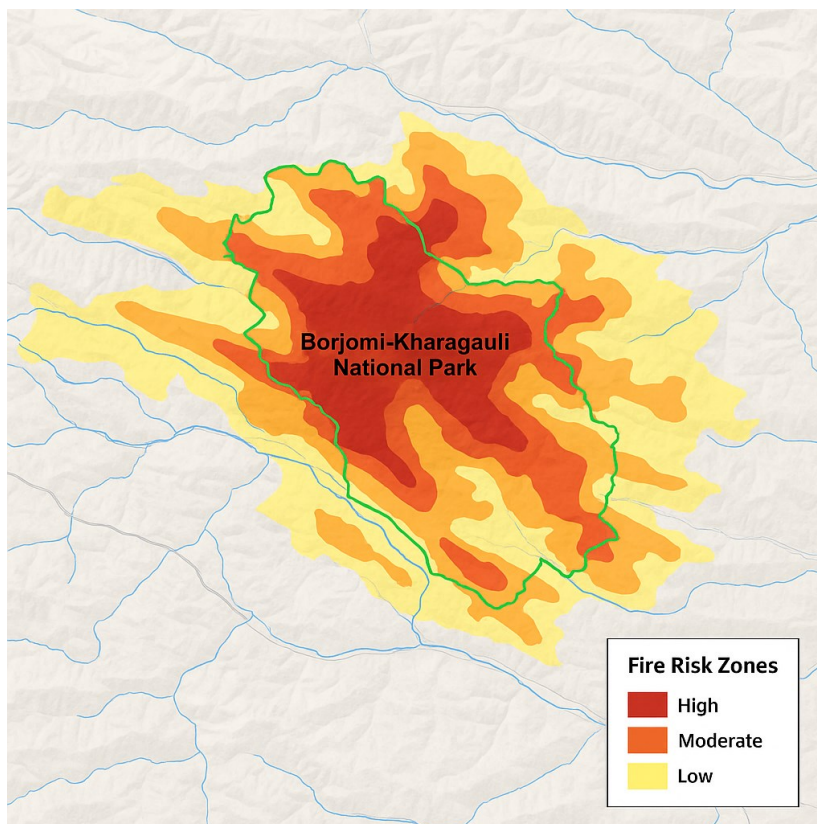 Borjomi-Kharagauli
National Park
Fire Risk Zones
High
Moderate
Low